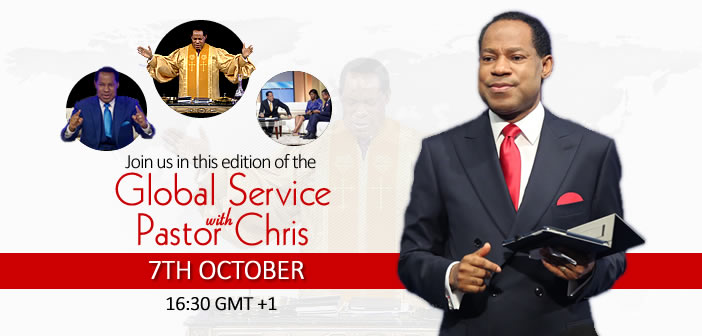 Join us in this edition of the
Global Service
with
Pastor Chris
7TH OCTOBER
16:30 GMT +1